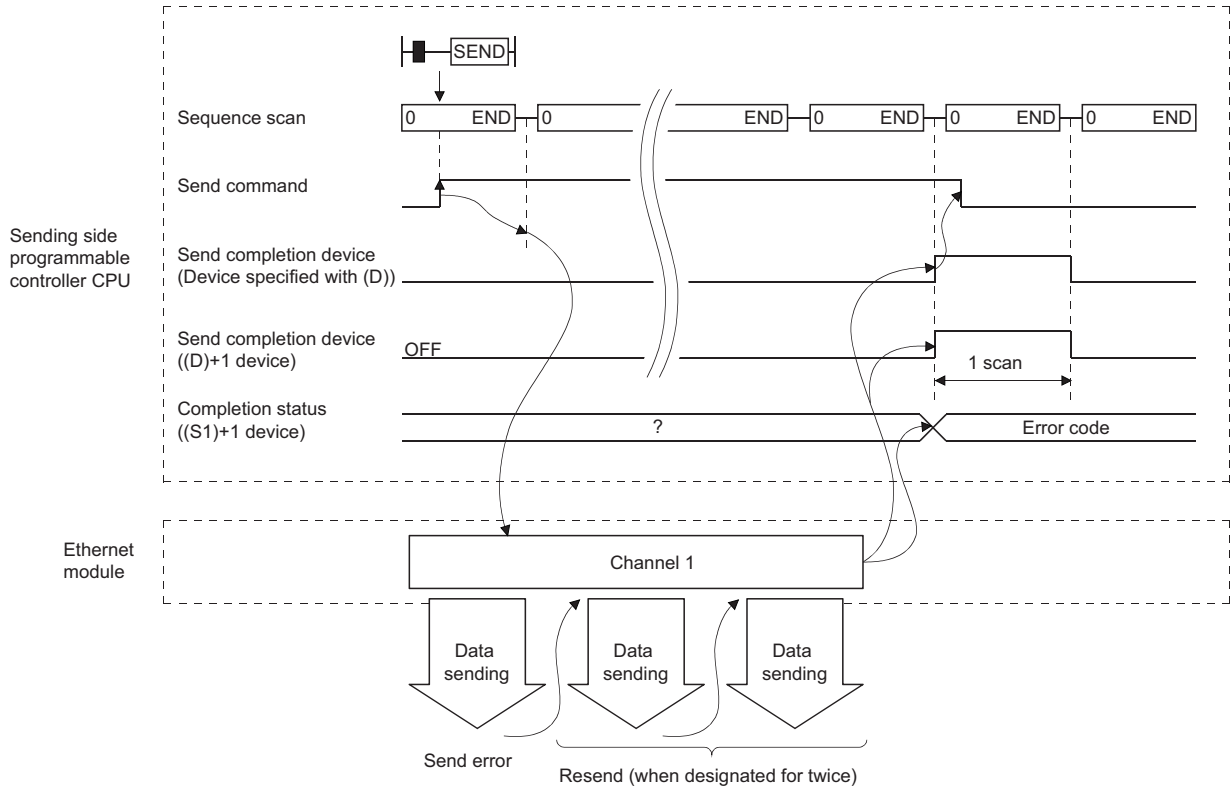 SEND
Sequence scan
0 END 0 END 0 END 0 END 0 END
Send command
Sending side
programmable
controller CPU
Send completion device
(Device specified with (D))
Send completion device
((D)+1 device)
OFF
1 scan
Completion status
((S1)+1 device)
?
Error code
Ethernet
module
Channel 1
Data
sending
Data
sending
Data
sending
Send error
Resend (when designated for twice)